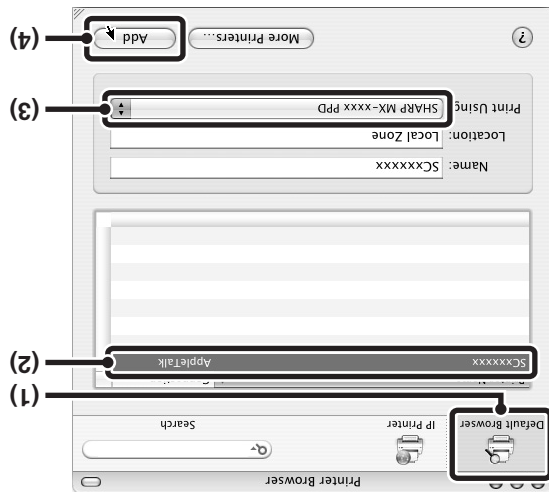 Printer Browser
Default Browser IP Printer Search
(1)
SCxxxxxx AppleTalk (2)
Name: SCxxxxxx
Location: Local Zone
Print Using: SHARP MX-xxxx PPD (3)
? More Printers... Add (4)